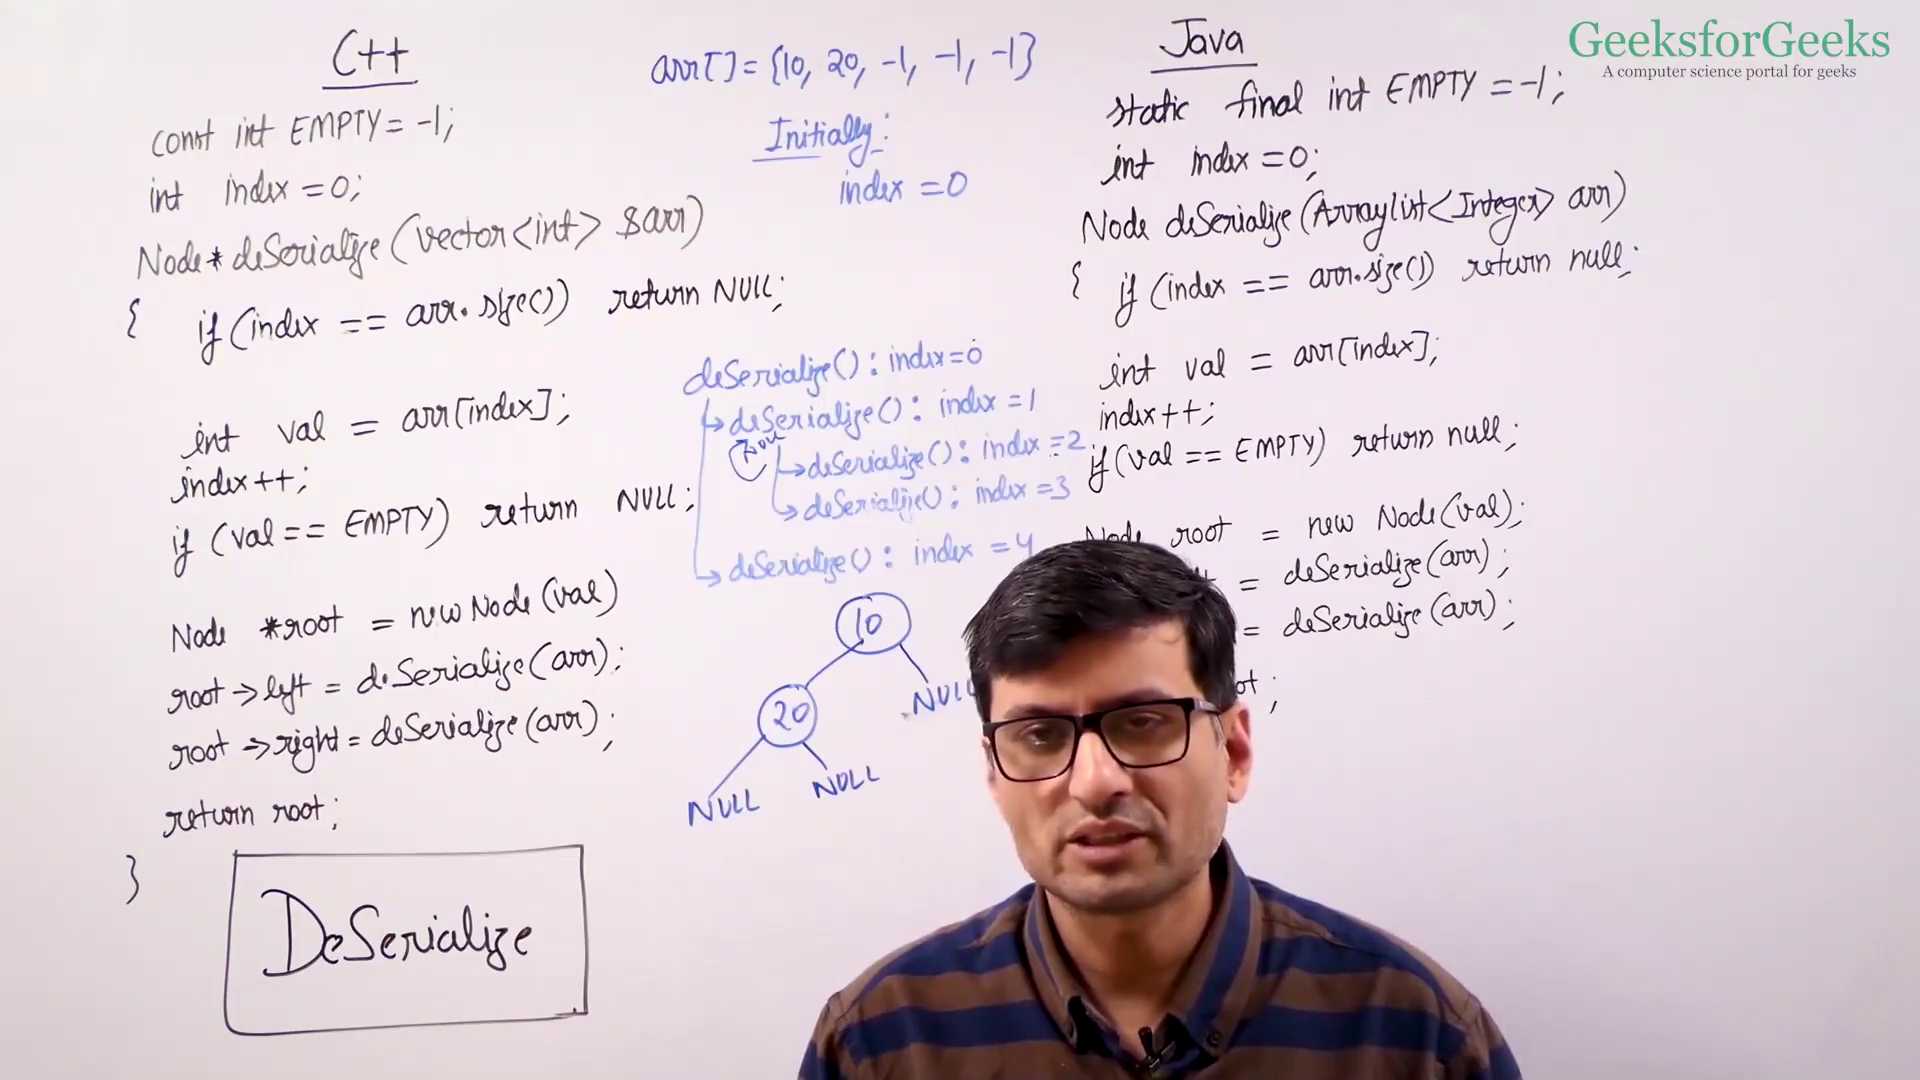 C++
const int EMPTY = -1;
int index = 0;
Node* deSerialize(vector<int> &arr)
{ if (index == arr.size()) return NULL;
int val = arr[index];
index++;
if (val == EMPTY) return NULL;
Node *root = new Node(val)
root->left = deSerialize(arr);
root->right = deSerialize(arr);
return root;
}
DeSerialize
arr[] = {10, 20, -1, -1, -1}
Initially:
index = 0
deSerialize(): index=0
deSerialize(): index = 1
deSerialize(): index = 2
deSerialize(): index = 3
deSerialize(): index = 4
10
20
NULL
NULL
NULL
Java
static final int EMPTY = -1;
int index = 0;
Node deSerialize(ArrayList<Integer> arr)
{ if (index == arr.size()) return null;
int val = arr[index];
index++;
if (val == EMPTY) return null;
Node root = new Node(val);
= deSerialize(arr);
= deSerialize(arr);
;
GeeksforGeeks
A computer science portal for geeks